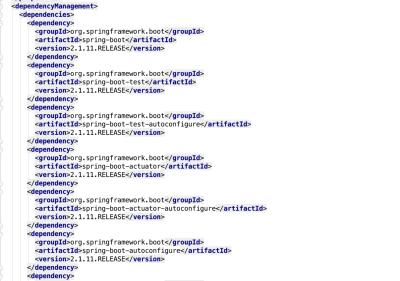 <dependencyManagement>
<dependencies>
<dependency>
<groupId>org.springframework.boot</groupId>
<artifactId>spring-boot</artifactId>
<version>2.1.11.RELEASE</version>
</dependency>
<dependency>
<groupId>org.springframework.boot</groupId>
<artifactId>spring-boot-test</artifactId>
<version>2.1.11.RELEASE</version>
</dependency>
<dependency>
<groupId>org.springframework.boot</groupId>
<artifactId>spring-boot-test-autoconfigure</artifactId>
<version>2.1.11.RELEASE</version>
</dependency>
<dependency>
<groupId>org.springframework.boot</groupId>
<artifactId>spring-boot-actuator</artifactId>
<version>2.1.11.RELEASE</version>
</dependency>
<dependency>
<groupId>org.springframework.boot</groupId>
<artifactId>spring-boot-actuator-autoconfigure</artifactId>
<version>2.1.11.RELEASE</version>
</dependency>
<dependency>
<groupId>org.springframework.boot</groupId>
<artifactId>spring-boot-autoconfigure</artifactId>
<version>2.1.11.RELEASE</version>
</dependency>
<dependency>